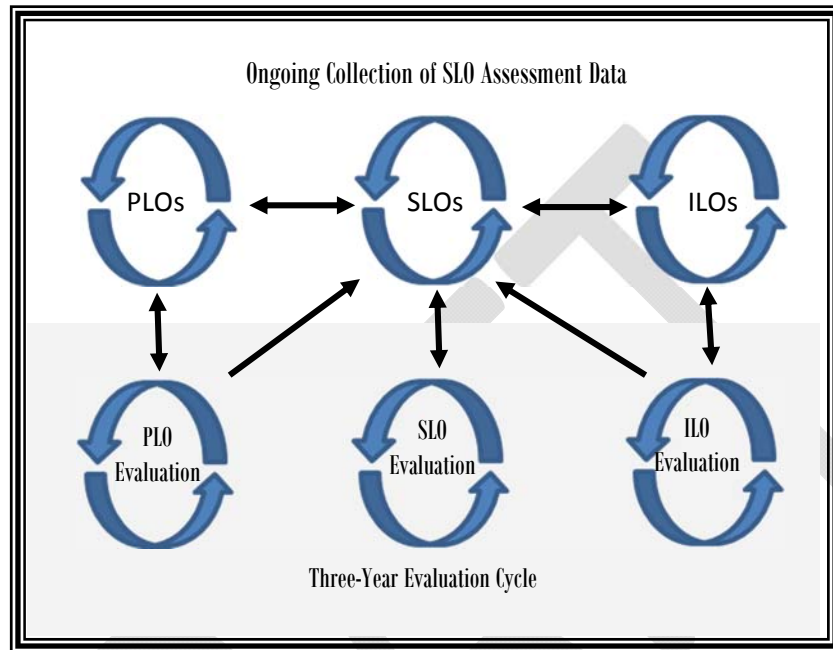 Ongoing Collection of SLO Assessment Data
PLOs
SLOs
ILOs
PLO
Evaluation
SLO
Evaluation
ILO
Evaluation
Three-Year Evaluation Cycle